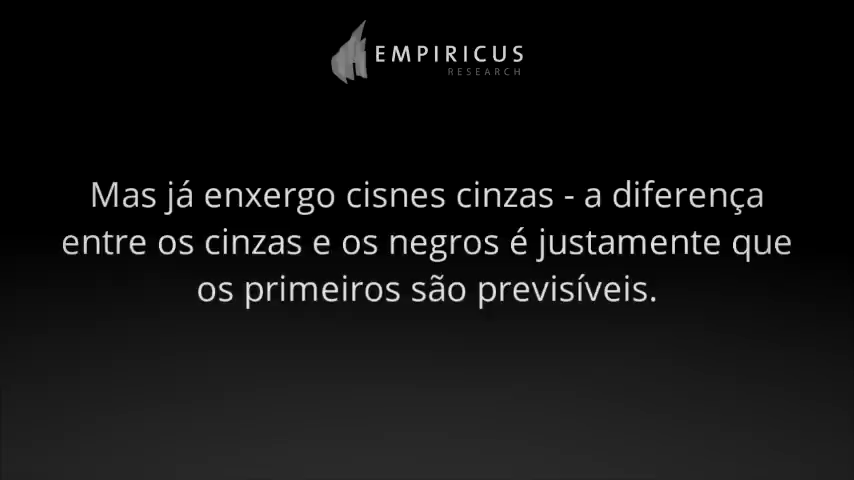 EMPIRICUS
RESEARCH
Mas já enxergo cisnes cinzas - a diferença
entre os cinzas e os negros é justamente que
os primeiros são previsíveis.